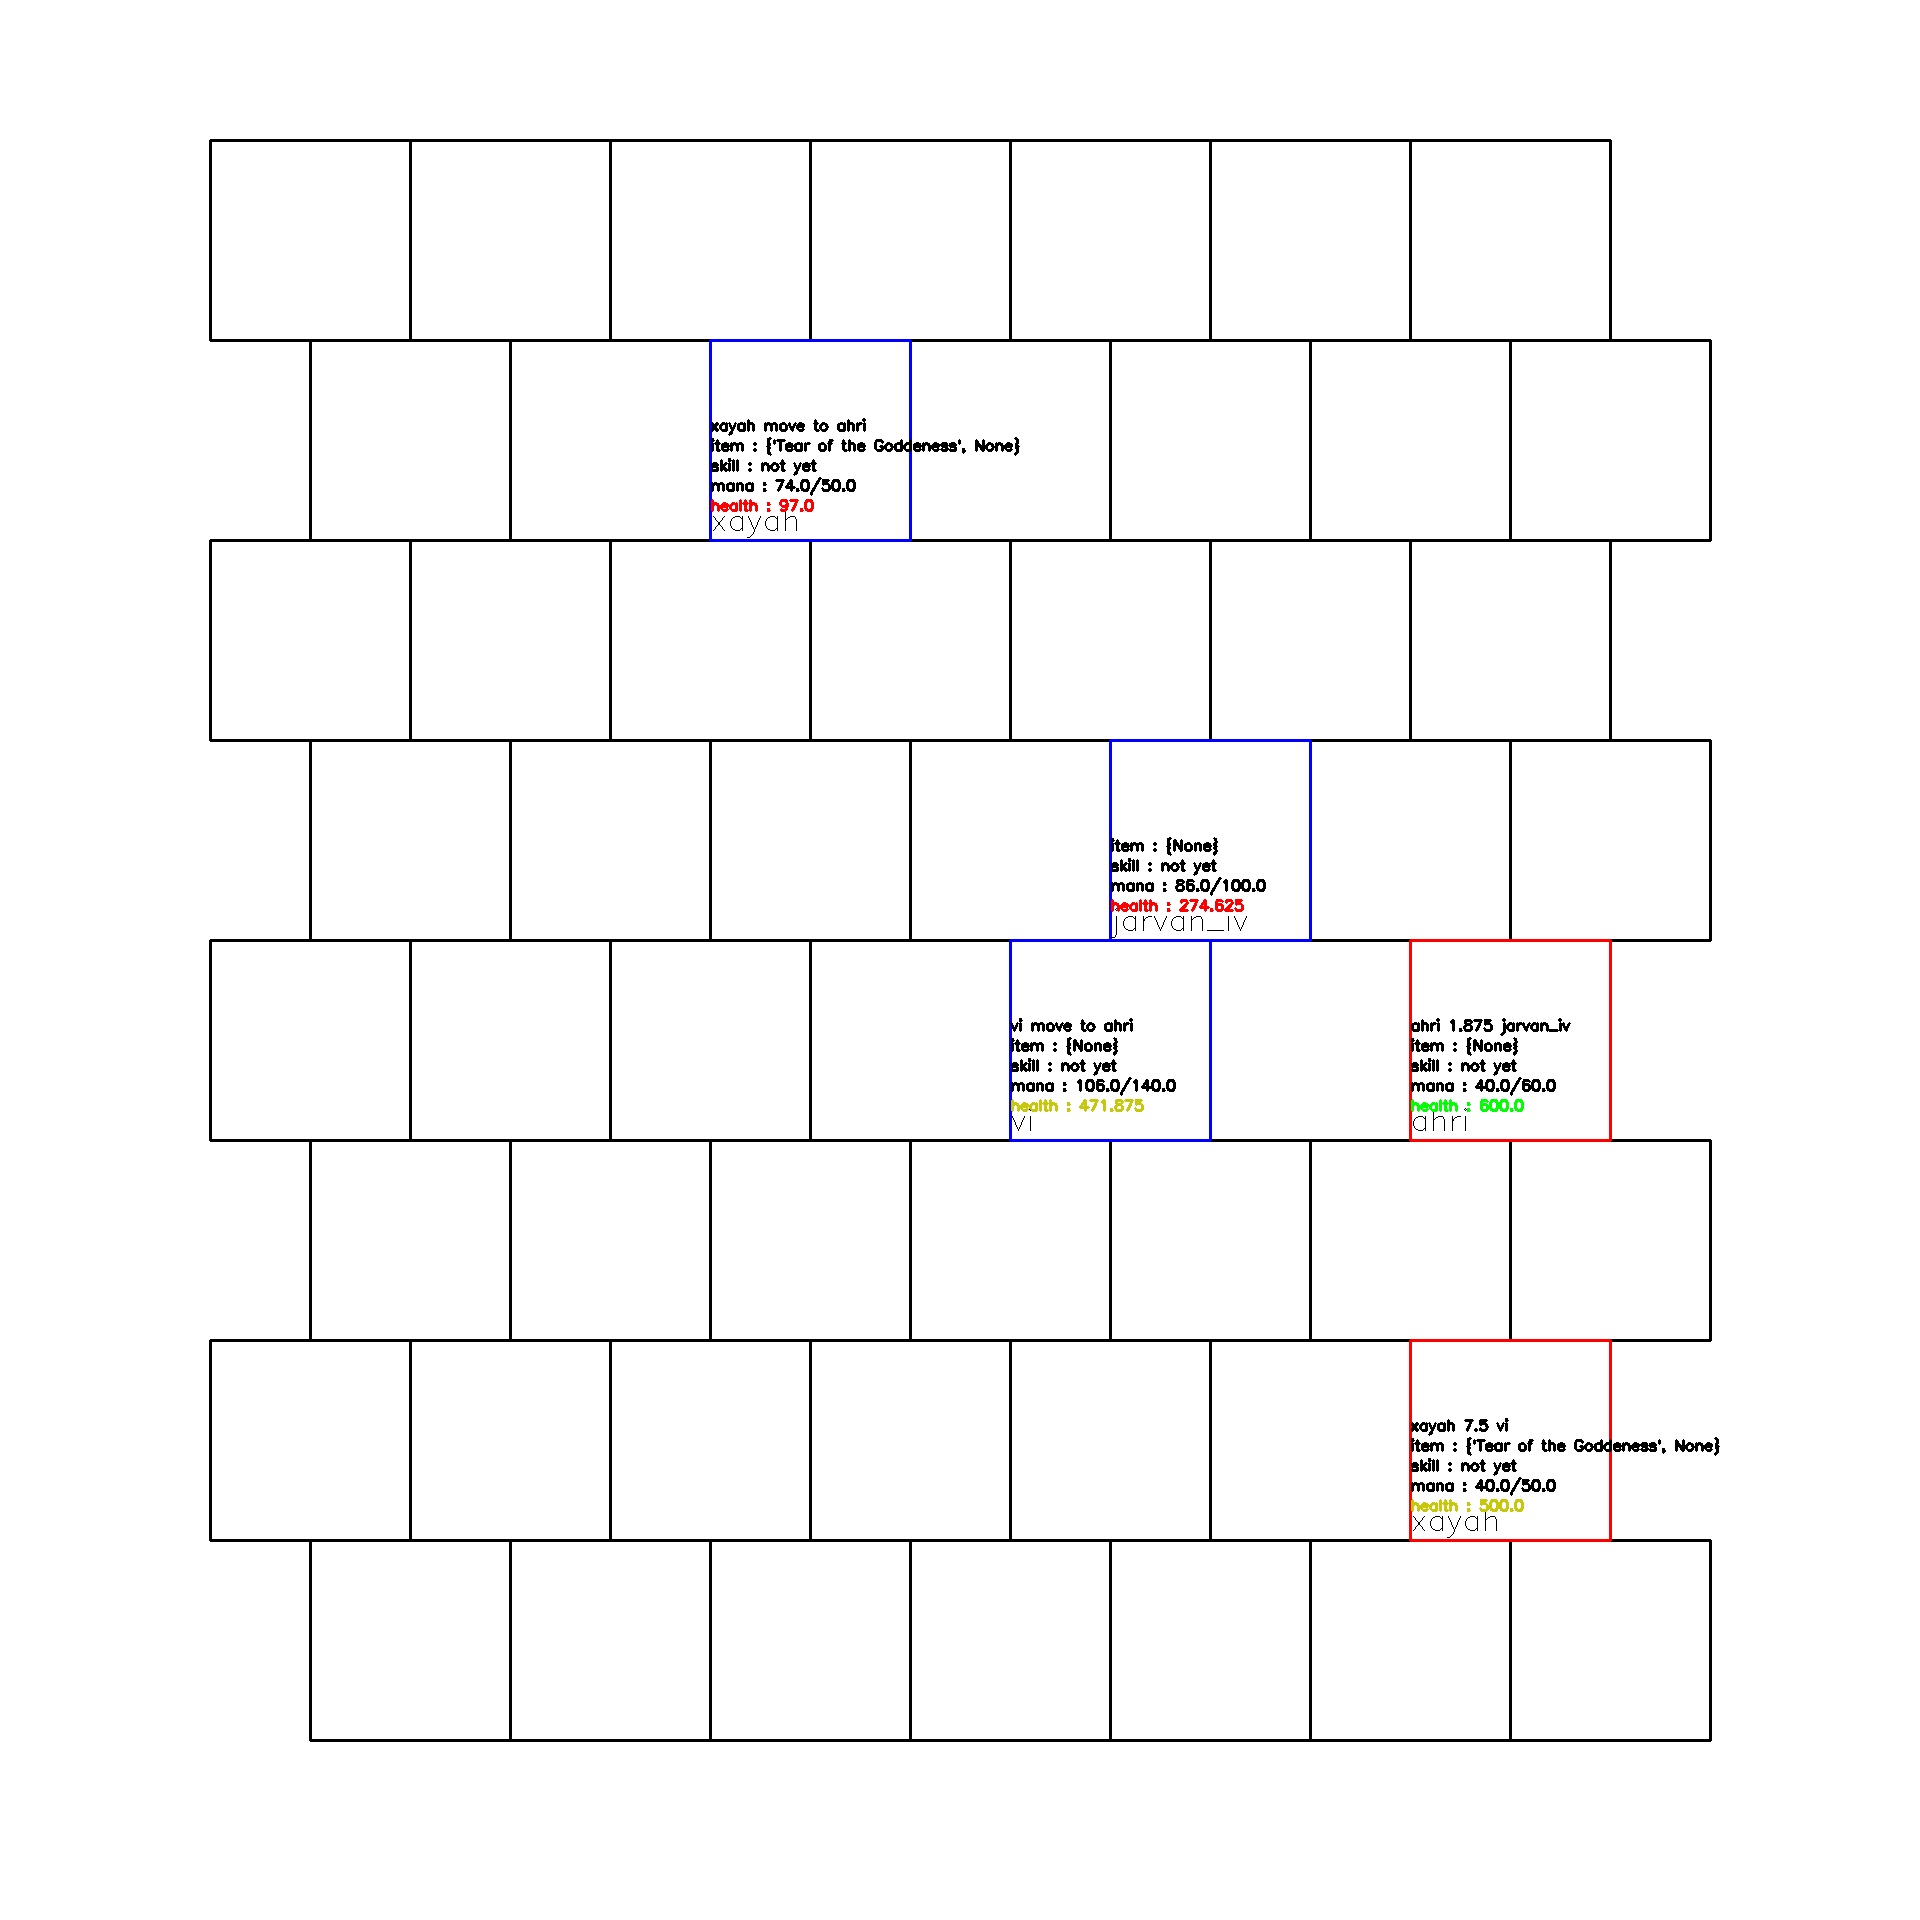 xayah move to ahri
item : {'Tear of the Goddeness', None}
skill : not yet
mana : 74.0/50.0
health : 97.0
xayah
item : {None}
skill : not yet
mana : 86.0/100.0
health : 274.625
jarvan_iv
vi move to ahri
item : {None}
skill : not yet
mana : 106.0/140.0
health : 471.875
vi
ahri 1.875 jarvan_iv
item : {None}
skill : not yet
mana : 40.0/60.0
health : 600.0
ahri
xayah 7.5 vi
item : {'Tear of the Goddeness', None}
skill : not yet
mana : 40.0/50.0
health : 500.0
xayah